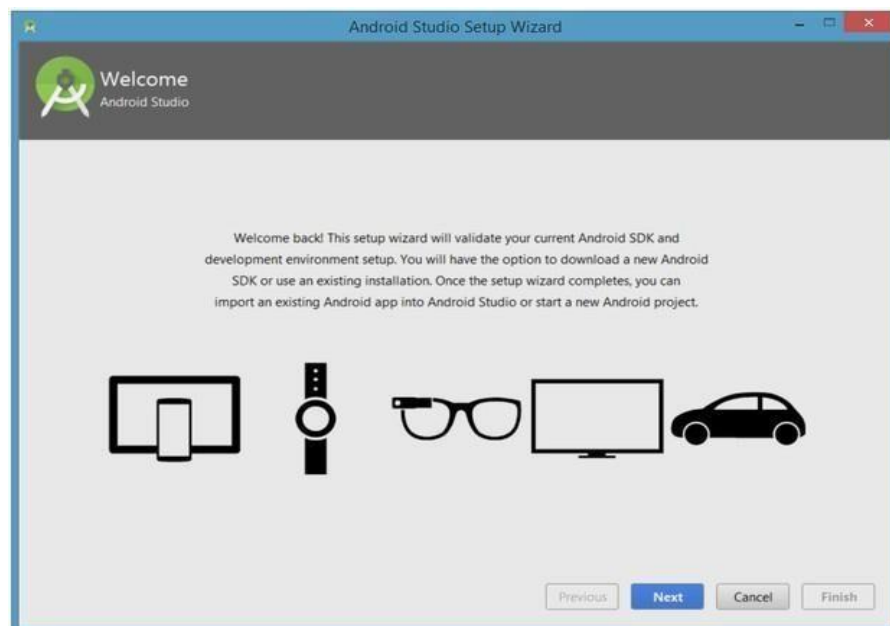 Android Studio Setup Wizard
Welcome
Android Studio
Welcome back! This setup wizard will validate your current Android SDK and
development environment setup. You will have the option to download a new Android
SDK or use an existing installation. Once the setup wizard completes, you can
import an existing Android app into Android Studio or start a new Android project.
Previous Next Cancel Finish